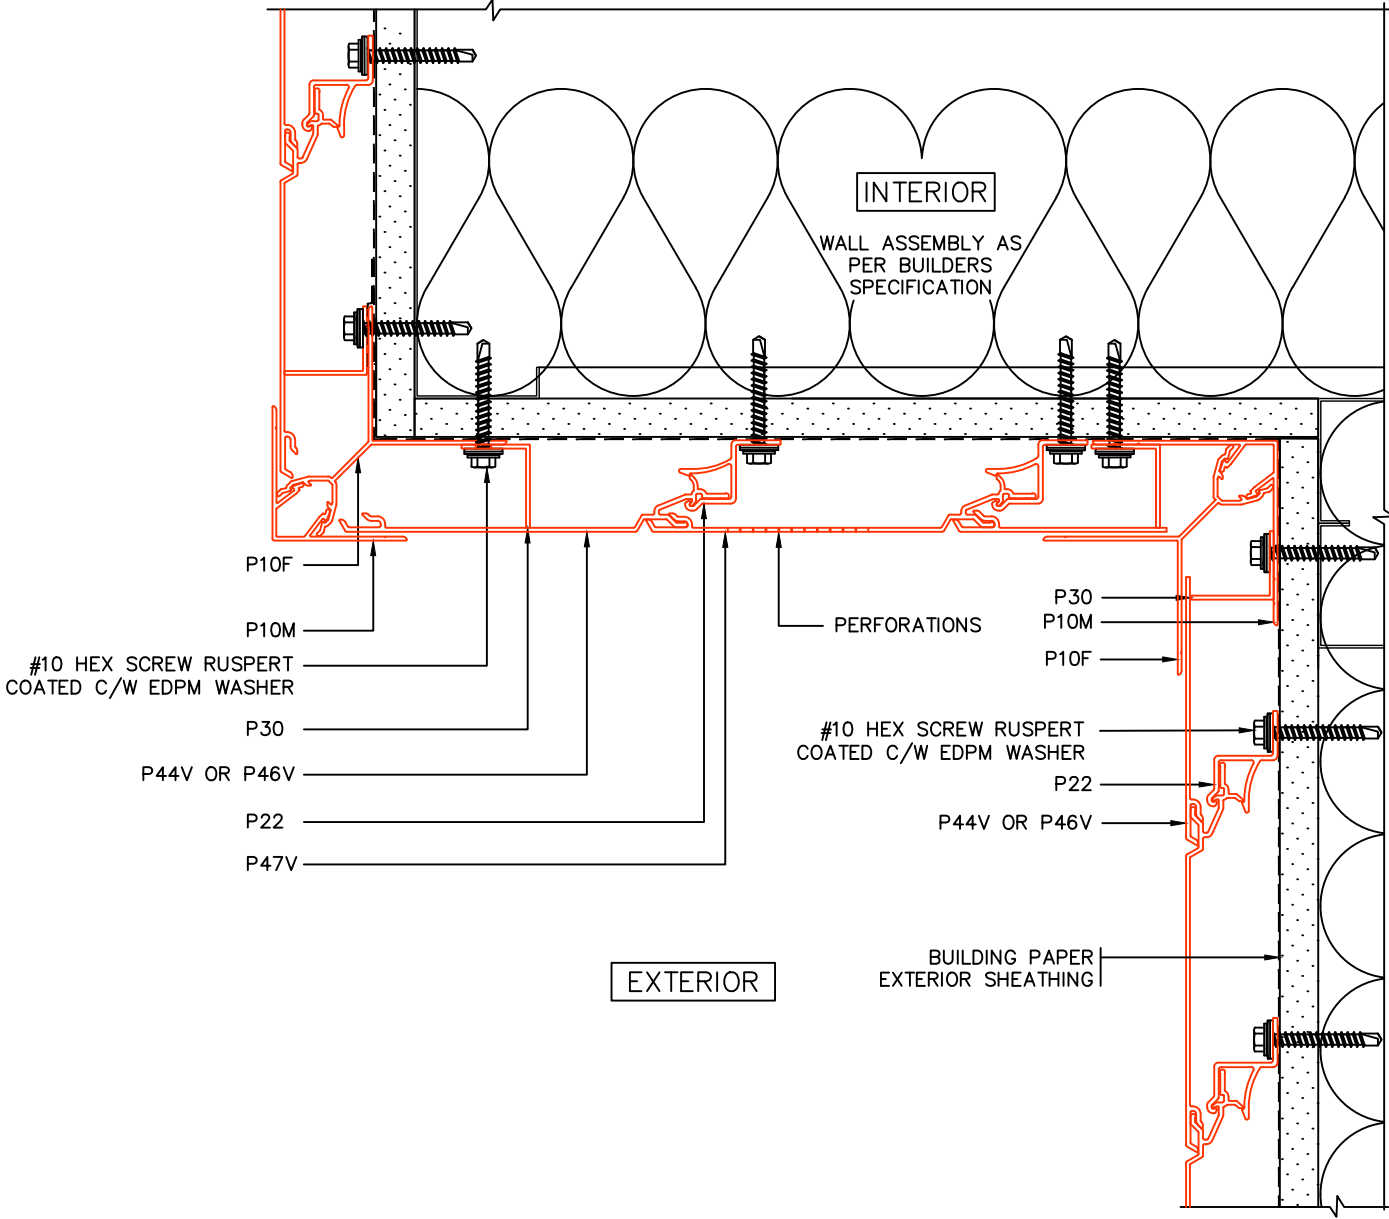 INTERIOR
WALL ASSEMBLY AS
PER BUILDERS
SPECIFICATION
P10F
P10M
#10 HEX SCREW RUSPERT
COATED C/W EDPM WASHER
P30
P44V OR P46V
P22
P47V
PERFORATIONS
P30
P10M
P10F
#10 HEX SCREW RUSPERT
COATED C/W EDPM WASHER
P22
P44V OR P46V
BUILDING PAPER
EXTERIOR SHEATHING
EXTERIOR